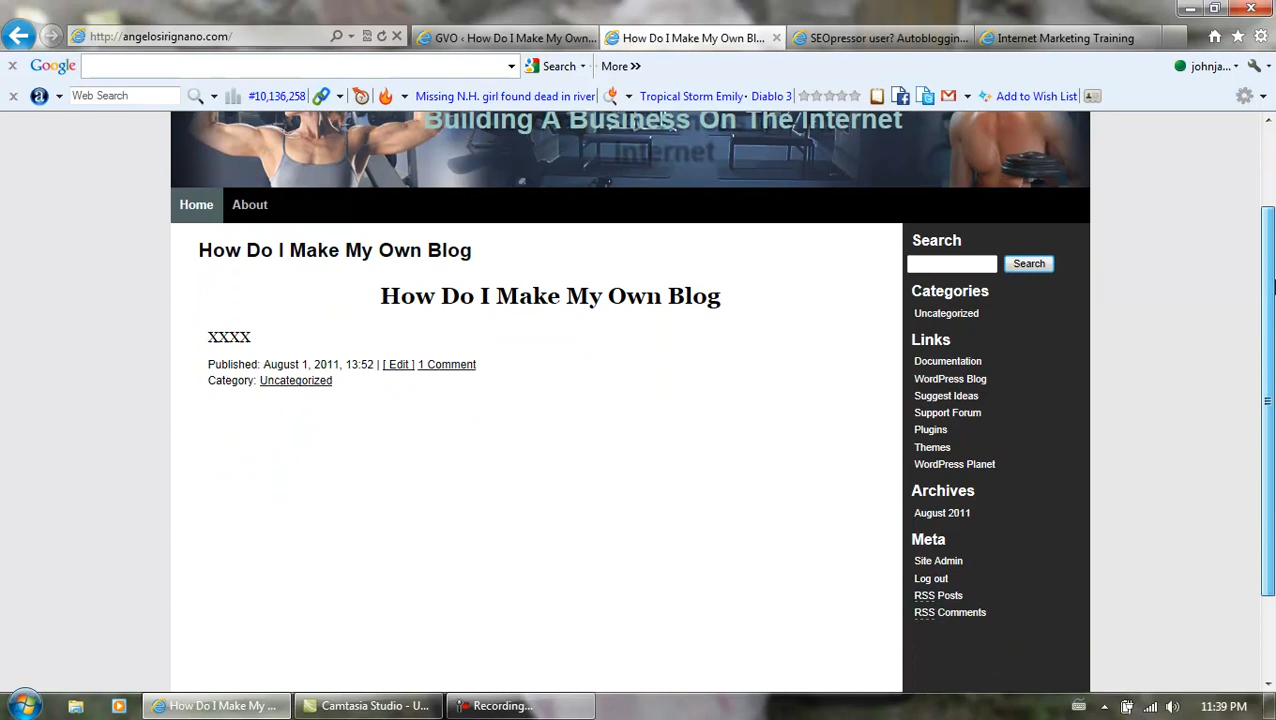 http://angelosirignano.com/
GVO ‹ How Do I Make My Own...
How Do I Make My Own Bl...
SEOpressor user? Autobloggin...
Internet Marketing Training
Google
Search
More »
johnja...
Web Search
#10,136,258
Missing N.H. girl found dead in river
Tropical Storm Emily
Diablo 3
Add to Wish List
Building A Business On The Internet
Internet
Home
About
How Do I Make My Own Blog
How Do I Make My Own Blog
XXXX
Published: August 1, 2011, 13:52 | [ Edit ] 1 Comment
Category: Uncategorized
Search
Search
Categories
Uncategorized
Links
Documentation
WordPress Blog
Suggest Ideas
Support Forum
Plugins
Themes
WordPress Planet
Archives
August 2011
Meta
Site Admin
Log out
RSS Posts
RSS Comments
How Do I Make My ...
Camtasia Studio - U...
Recording...
11:39 PM